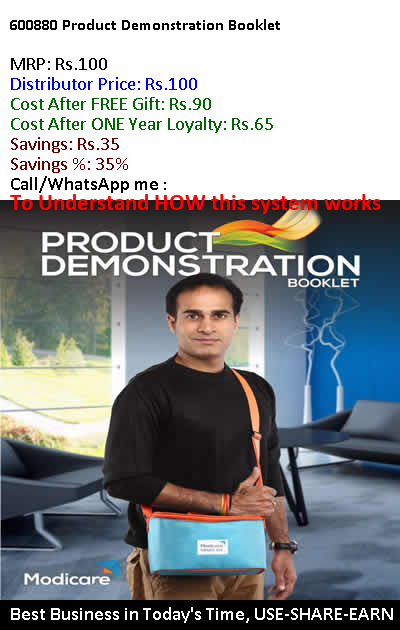 600880 Product Demonstration Booklet
MRP: Rs.100
Distributor Price: Rs.100
Cost After FREE Gift: Rs.90
Cost After ONE Year Loyalty: Rs.65
Savings: Rs.35
Savings %: 35%
Call/WhatsApp me :
To Understand HOW this system works
PRODUCT
DEMONSTRATION
BOOKLET
Modicare
Modicare
Best Business in Today's Time, USE-SHARE-EARN